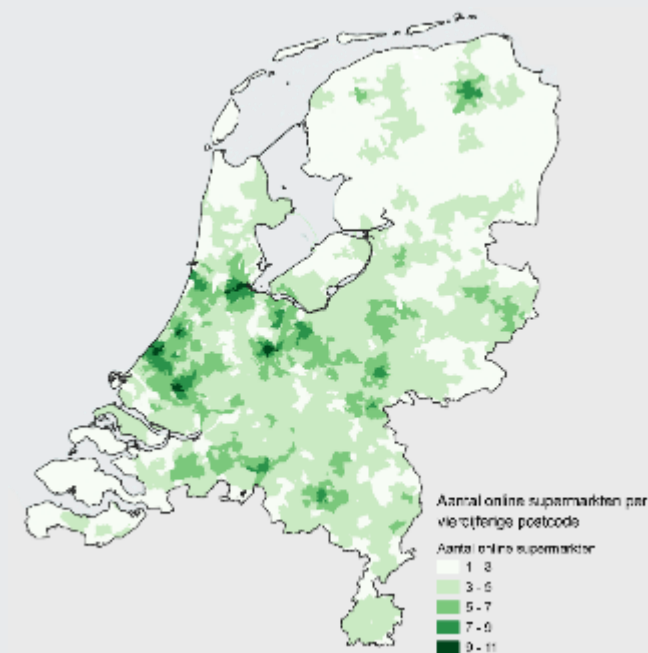 Aantal online supermarkten per
viercijferige postcode
Aantal online supermarkten
1 - 3
3 - 5
5 - 7
7 - 9
9 - 11